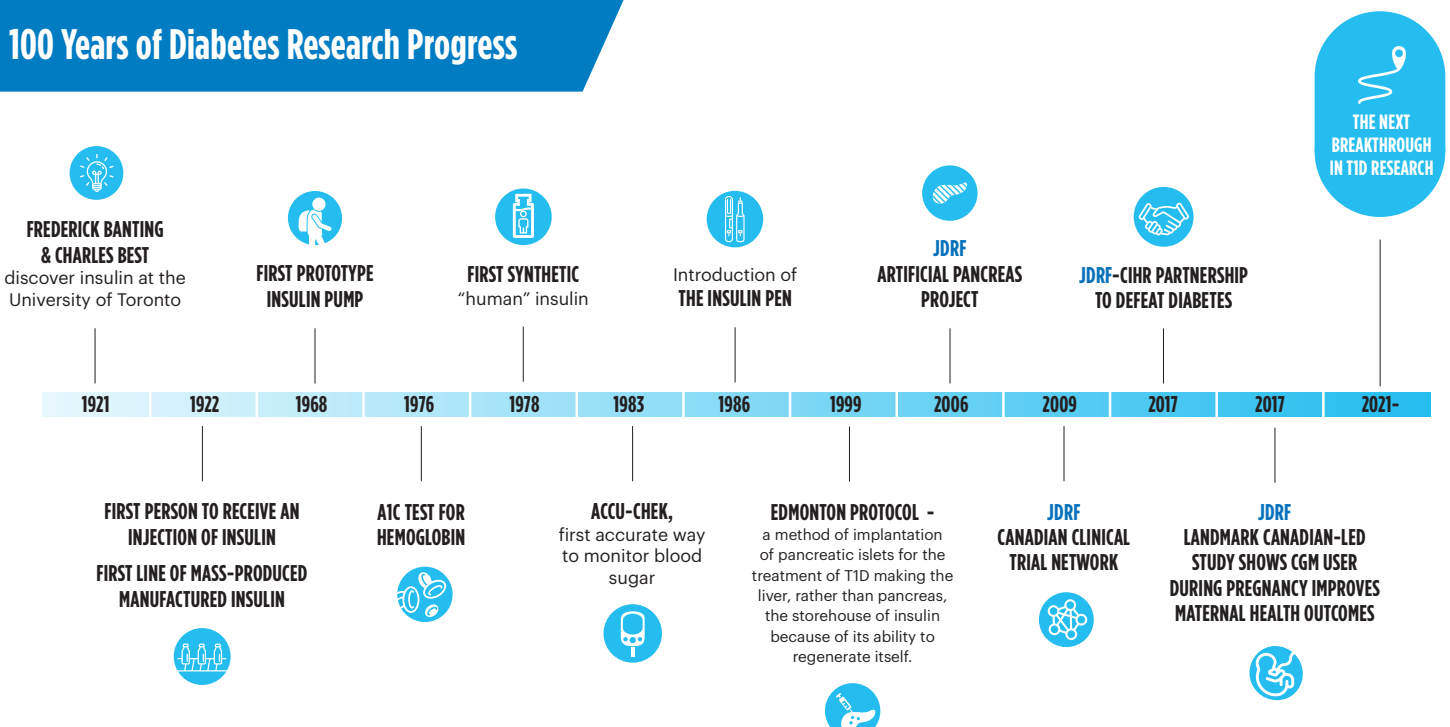 100 Years of Diabetes Research Progress
THE NEXT
BREAKTHROUGH
IN T1D RESEARCH
FREDERICK BANTING
& CHARLES BEST
discover insulin at the
University of Toronto
FIRST PROTOTYPE
INSULIN PUMP
FIRST SYNTHETIC
“human” insulin
Introduction of
THE INSULIN PEN
JDRF
ARTIFICIAL PANCREAS
PROJECT
JDRF-CIHR PARTNERSHIP
TO DEFEAT DIABETES
1921 1922 1968 1976 1978 1983 1986 1999 2006 2009 2017 2017 2021-
FIRST PERSON TO RECEIVE AN
INJECTION OF INSULIN
FIRST LINE OF MASS-PRODUCED
MANUFACTURED INSULIN
A1C TEST FOR
HEMOGLOBIN
ACCU-CHEK,
first accurate way
to monitor blood
sugar
EDMONTON PROTOCOL -
a method of implantation
of pancreatic islets for the
treatment of T1D making the
liver, rather than pancreas,
the storehouse of insulin
because of its ability to
regenerate itself.
JDRF
CANADIAN CLINICAL
TRIAL NETWORK
JDRF
LANDMARK CANADIAN-LED
STUDY SHOWS CGM USER
DURING PREGNANCY IMPROVES
MATERNAL HEALTH OUTCOMES